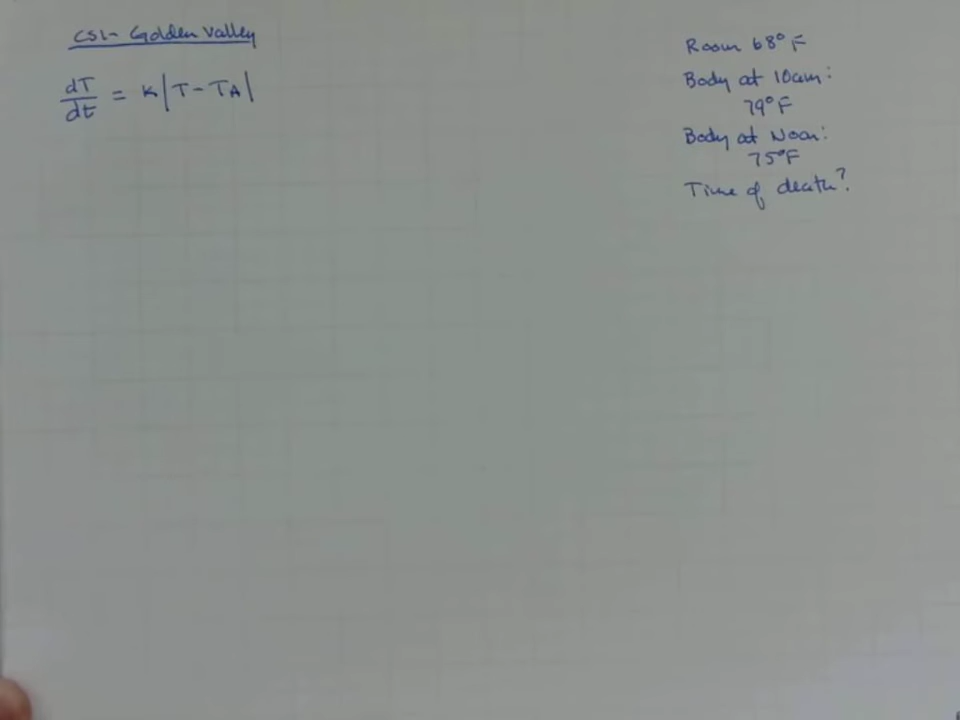 CSI- Golden Valley
dT/dt = k|T-TA|
Room 68°F
Body at 10am:
79°F
Body at Noon:
75°F
Time of death?